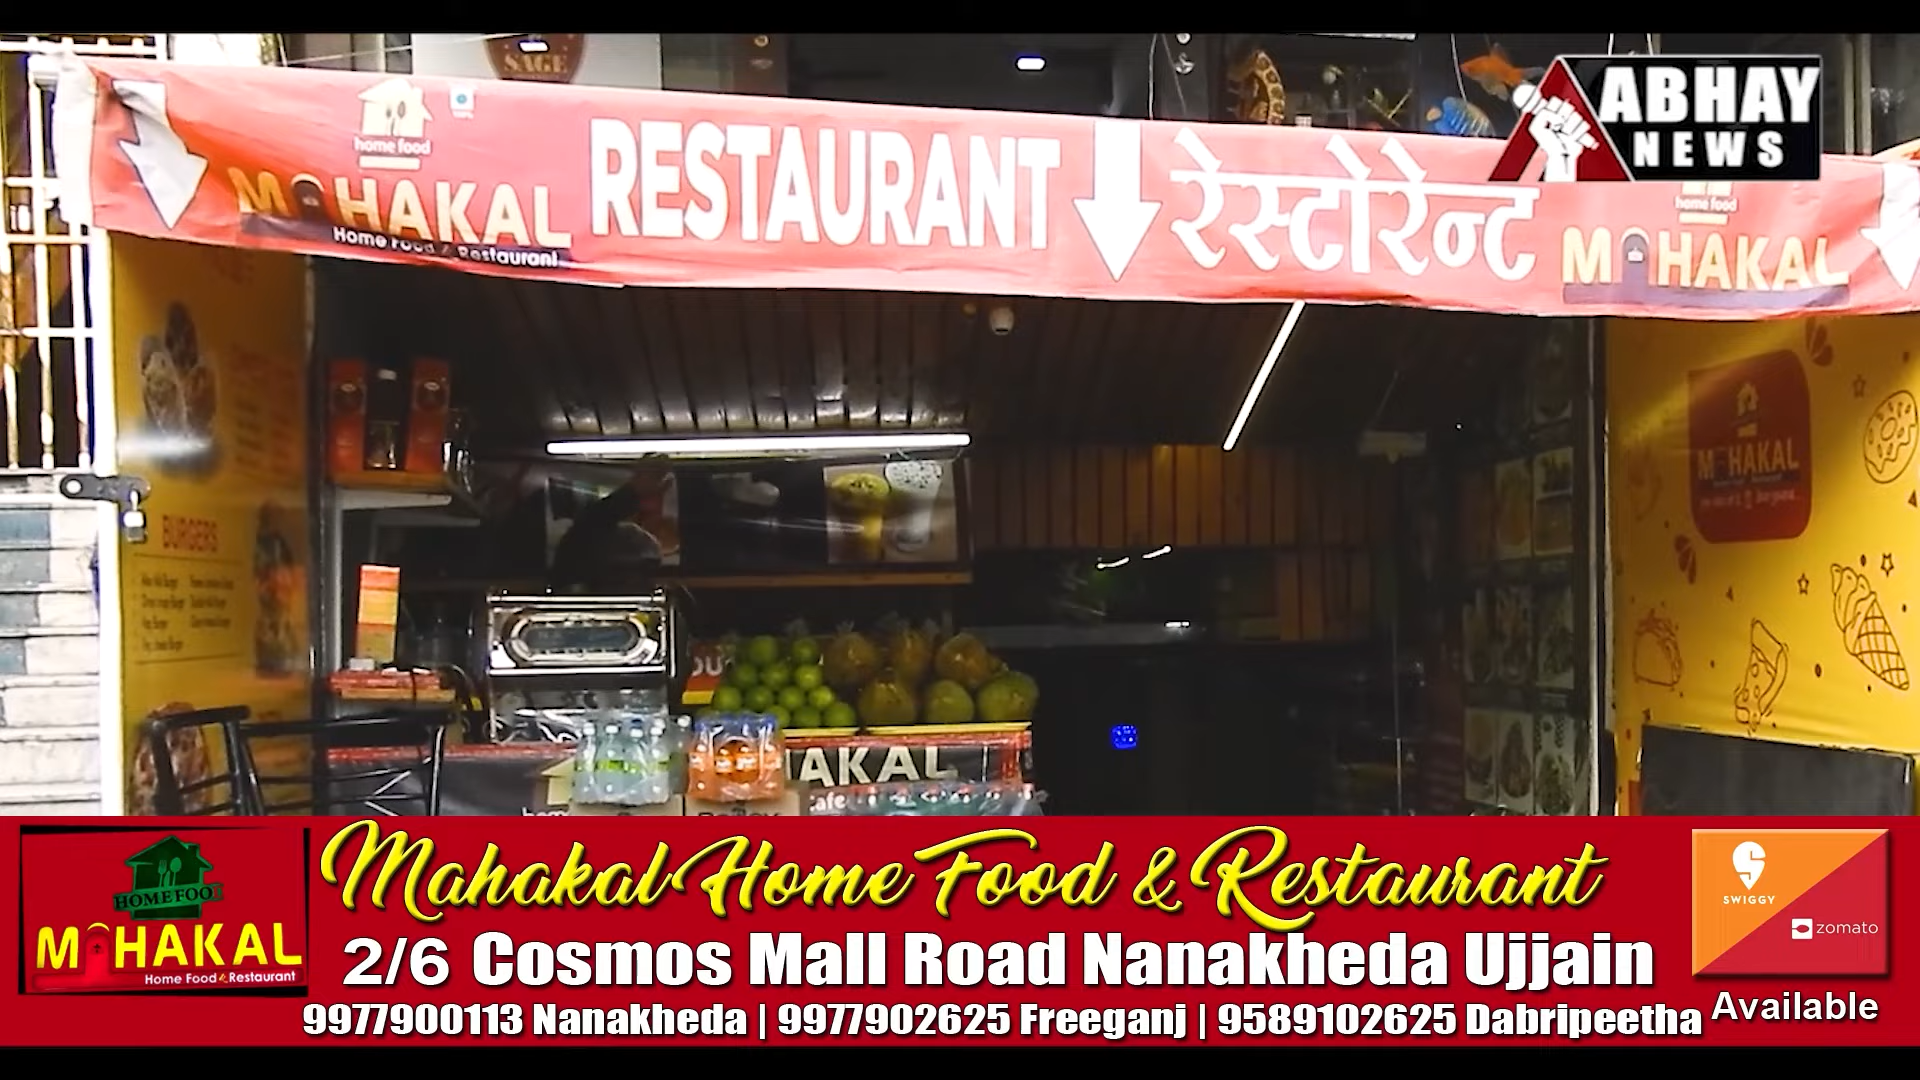 SAGE
ABHAY
NEWS
home food
MAHAKAL
Home Food & Restaurant
RESTAURANT
रेस्टोरेन्ट
home food
MAHAKAL
MAHAKAL
BURGERS
AKAL
afe
HOME FOOD
MAHAKAL
Home Food & Restaurant
Mahakal Home Food & Restaurant
2/6 Cosmos Mall Road Nanakheda Ujjain
9977900113 Nanakheda | 9977902625 Freeganj | 9589102625 Dabripeetha
SWIGGY
zomato
Available